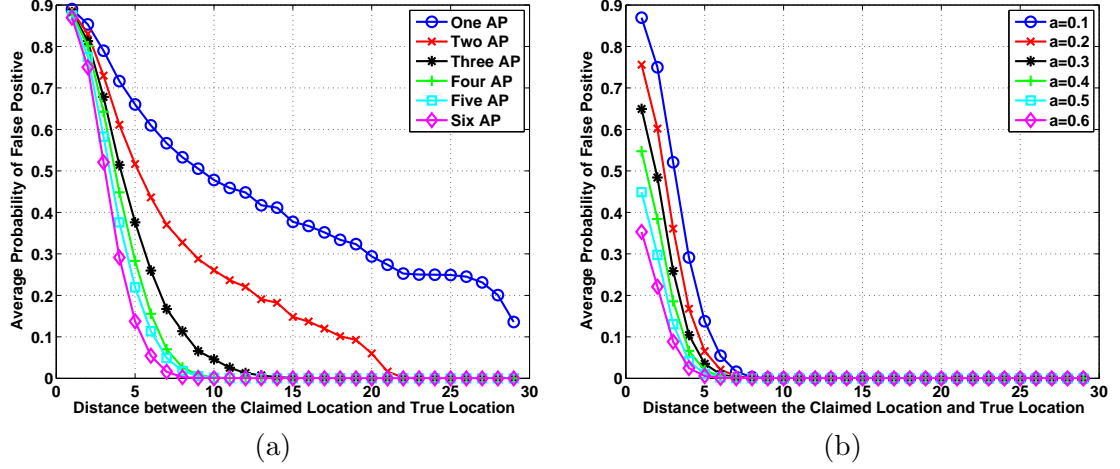 Average Probability of False Positive
0.9
0.8
0.7
0.6
0.5
0.4
0.3
0.2
0.1
0
0 5 10 15 20 25 30
Distance between the Claimed Location and True Location
One AP
Two AP
Three AP
Four AP
Five AP
Six AP
(a)
Average Probability of False Positive
0.9
0.8
0.7
0.6
0.5
0.4
0.3
0.2
0.1
0
0 5 10 15 20 25 30
Distance between the Claimed Location and True Location
a=0.1
a=0.2
a=0.3
a=0.4
a=0.5
a=0.6
(b)